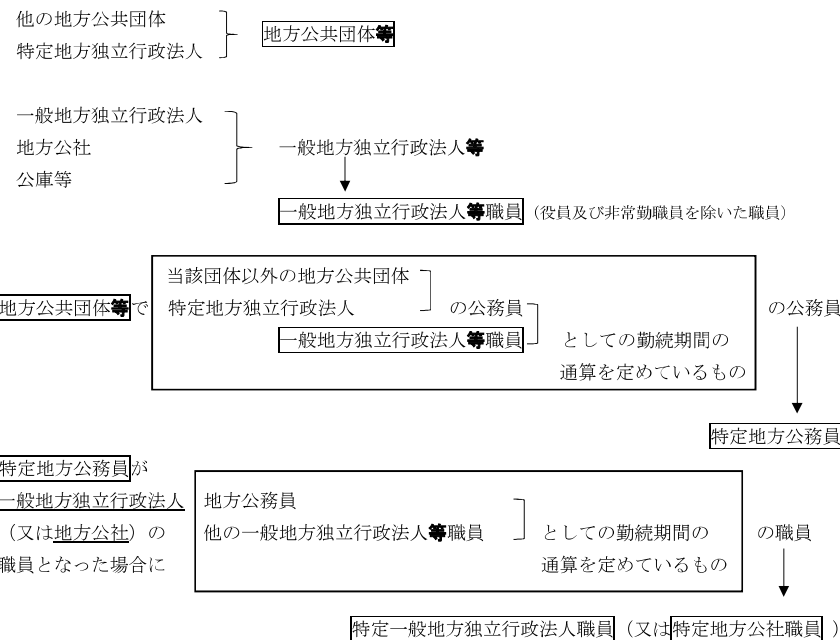 他の地方公共団体
特定地方独立行政法人
地方公共団体等
一般地方独立行政法人
地方公社
公庫等
一般地方独立行政法人等
一般地方独立行政法人等職員（役員及び非常勤職員を除いた職員）
地方公共団体等で
当該団体以外の地方公共団体
特定地方独立行政法人
の公務員
一般地方独立行政法人等職員
としての勤続期間の
通算を定めているもの
の公務員
特定地方公務員
特定地方公務員が
一般地方独立行政法人
（又は地方公社）の
職員となった場合に
地方公務員
他の一般地方独立行政法人等職員
としての勤続期間の
通算を定めているもの
の職員
特定一般地方独立行政法人職員（又は特定地方公社職員）